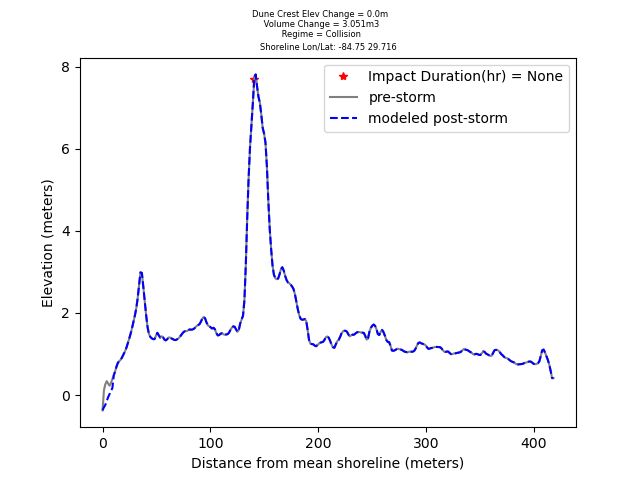 Dune Crest Elev Change = 0.0m
Volume Change = 3.051m3
Regime = Collision
Shoreline Lon/Lat: -84.75 29.716
Impact Duration(hr) = None
pre-storm
modeled post-storm
8
6
4
2
0
Elevation (meters)
0 100 200 300 400
Distance from mean shoreline (meters)